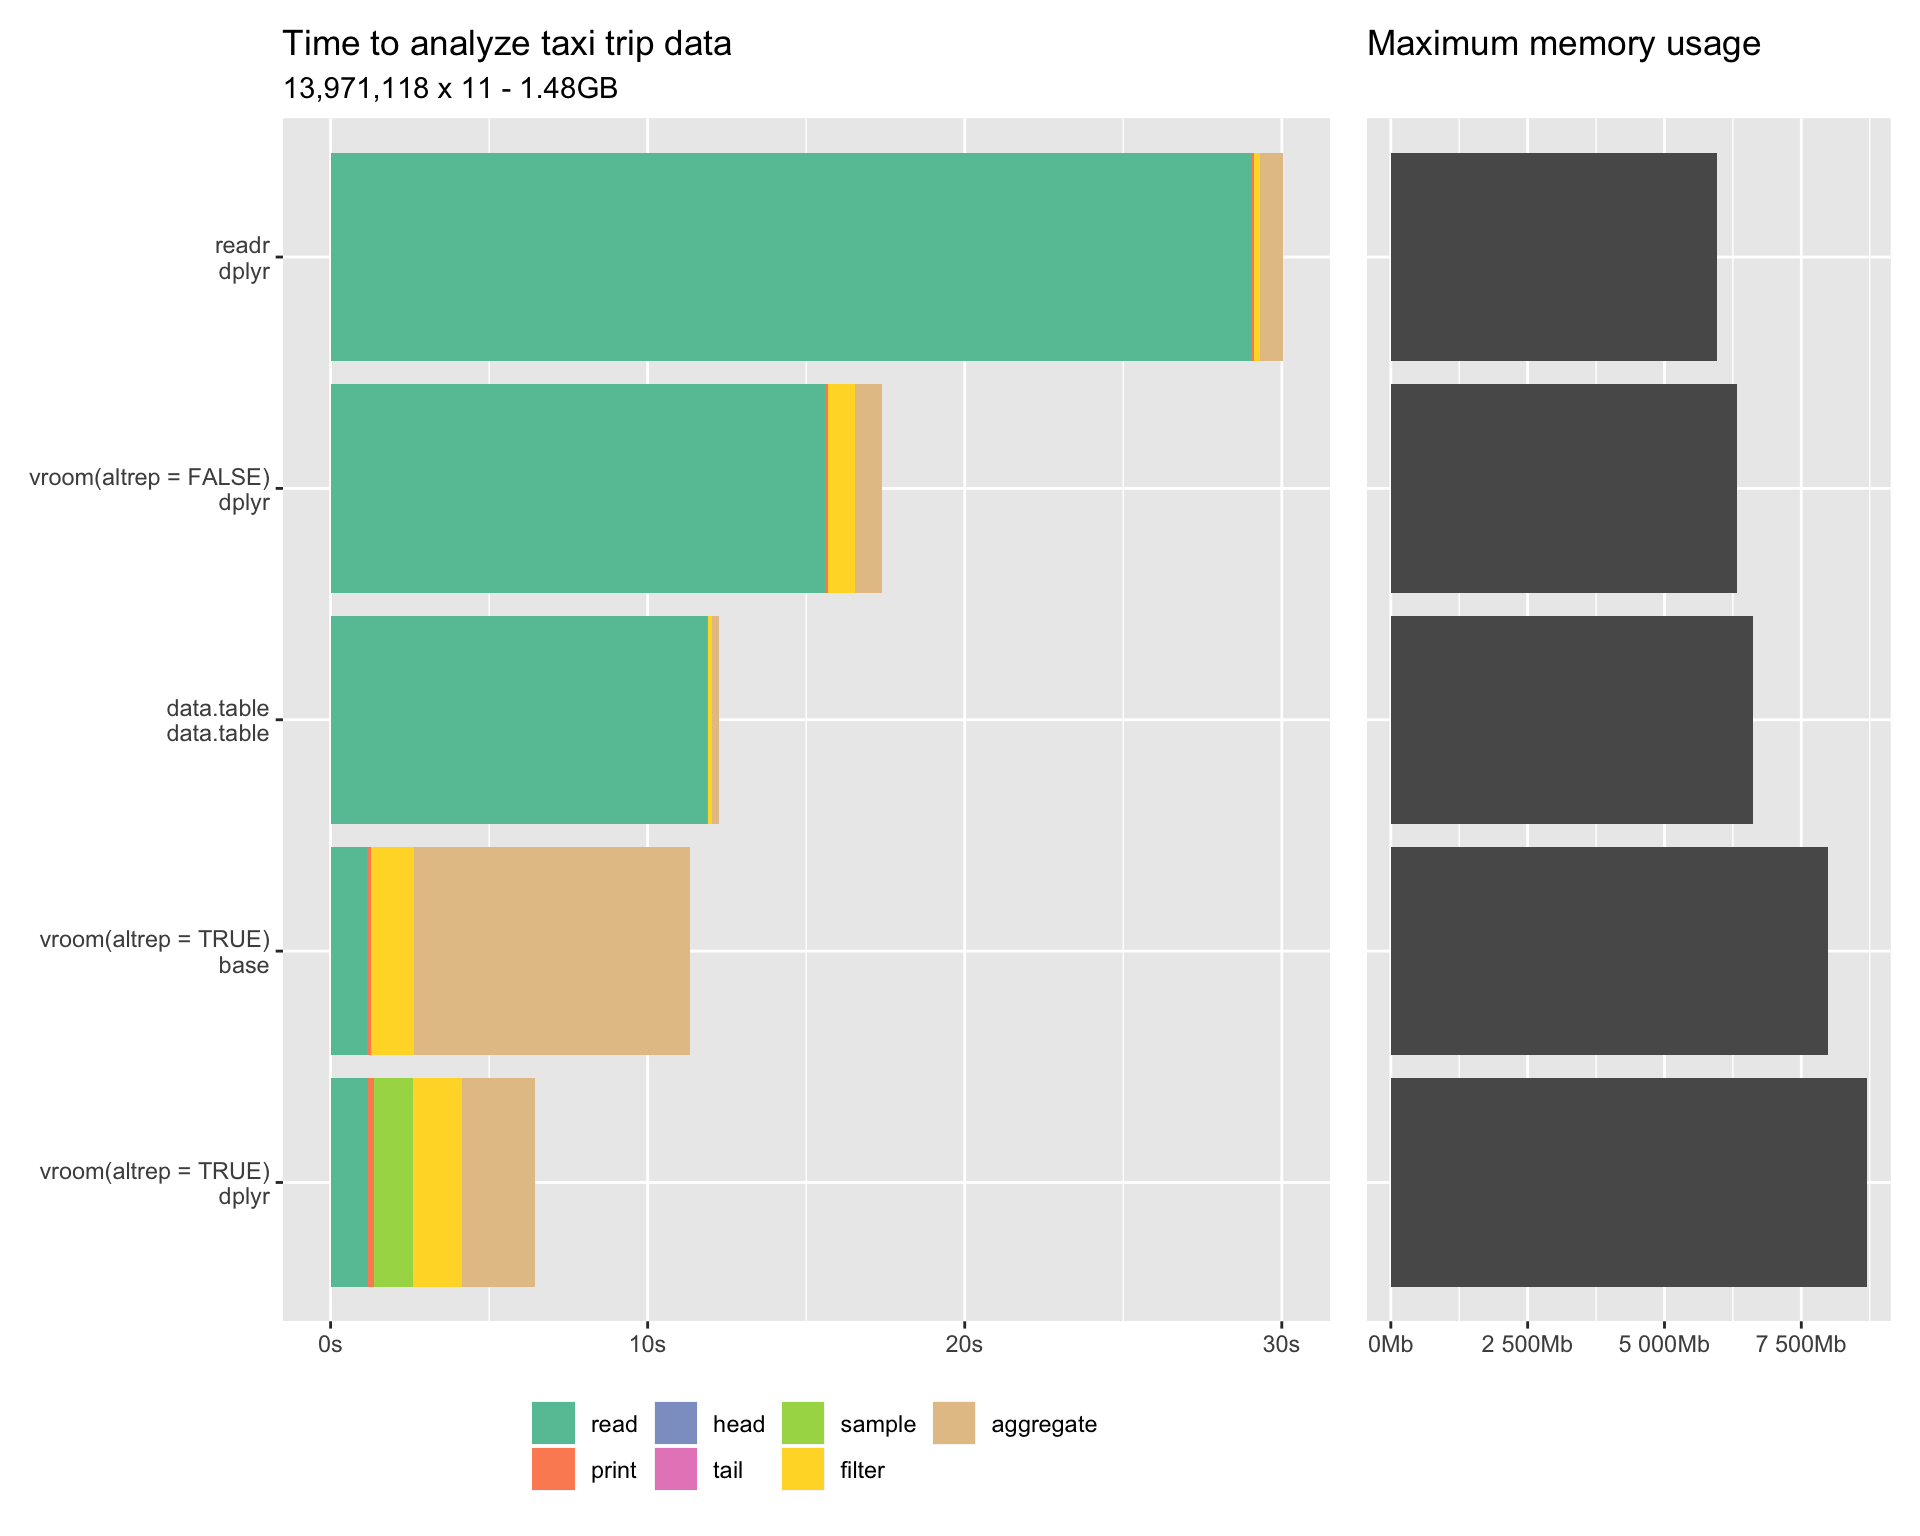 Time to analyze taxi trip data
13,971,118 x 11 - 1.48GB
Maximum memory usage
readr
dplyr
vroom(altrep = FALSE)
dplyr
data.table
data.table
vroom(altrep = TRUE)
base
vroom(altrep = TRUE)
dplyr
0s
10s
20s
30s
0Mb
2 500Mb
5 000Mb
7 500Mb
read
head
sample
aggregate
print
tail
filter